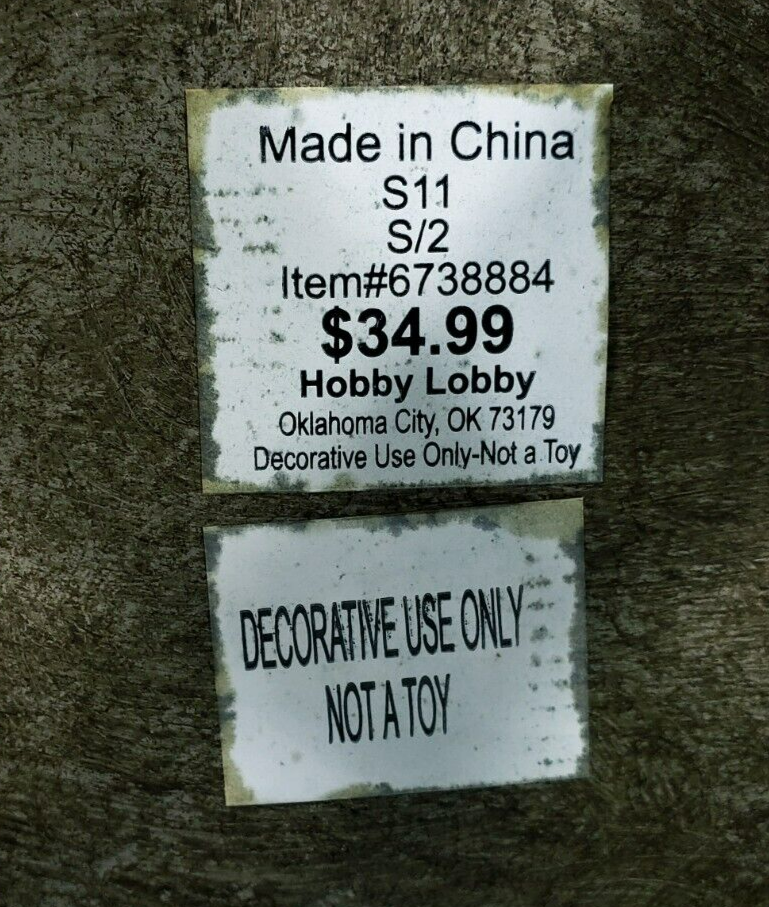 Made in China
S11
S/2
Item#6738884
$34.99
Hobby Lobby
Oklahoma City, OK 73179
Decorative Use Only-Not a Toy
DECORATIVE USE ONLY
NOT A TOY